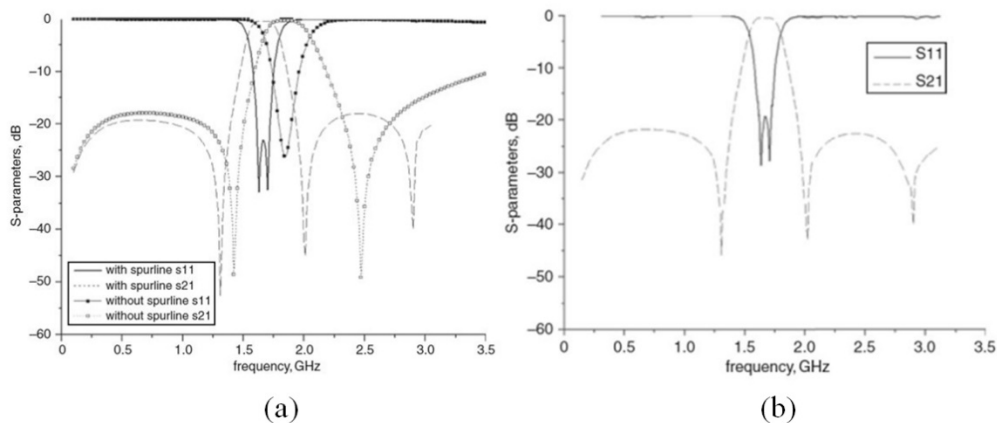 0
−10
−20
−30
−40
−50
−60
S-parameters, dB
with spurline s11
with spurline s21
without spurline s11
without spurline s21
0 0.5 1.0 1.5 2.0 2.5 3.0 3.5
frequency, GHz
(a)
0
−10
−20
−30
−40
−50
−60
S-parameters, dB
S11
S21
0 0.5 1.0 1.5 2.0 2.5 3.0 3.5
frequency, GHz
(b)